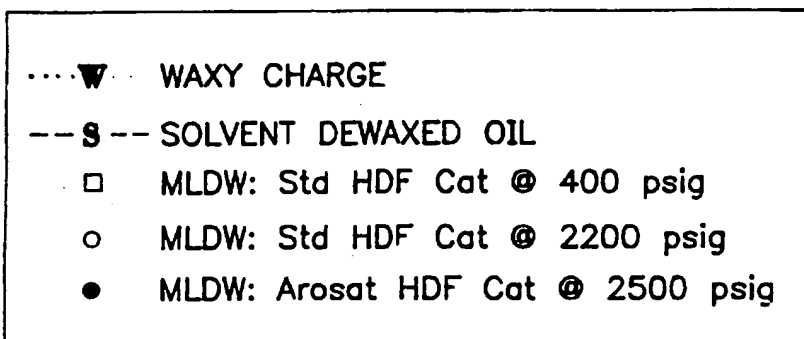 ····W·· WAXY CHARGE
--S-- SOLVENT DEWAXED OIL
□ MLDW: Std HDF Cat @ 400 psig
○ MLDW: Std HDF Cat @ 2200 psig
● MLDW: Arosat HDF Cat @ 2500 psig